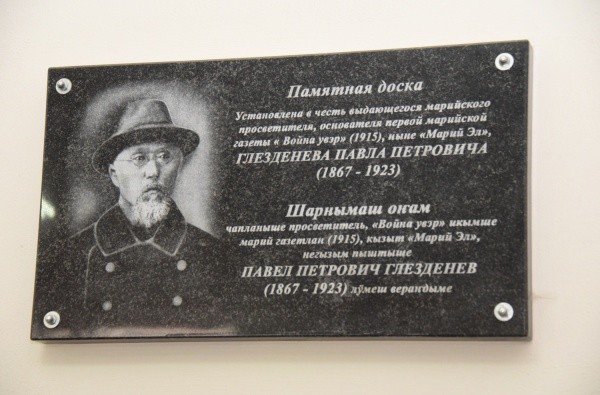 Памятная доска
Установлена в честь выдающегося марийского
просветителя, основателя первой марийской
газеты « Война увэр» (1915), ныне «Марий Эл»,
ГЛЕЗДЕНЕВА ПАВЛА ПЕТРОВИЧА
(1867 - 1923)
Шарнымаш оҥам
чапланыше просветитель, «Война увэр» икымше
марий газетлан (1915), кызыт «Марий Эл»,
негызым пыштыше
ПАВЕЛ ПЕТРОВИЧ ГЛЕЗДЕНЕВ
(1867 - 1923) лӱмеш верандыме